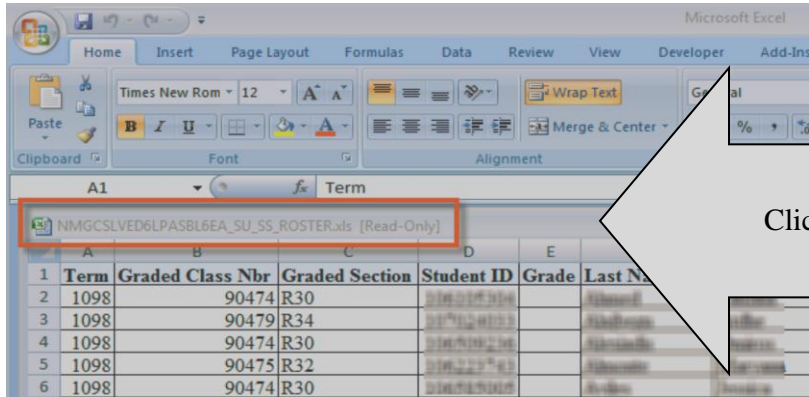 Microsoft Excel
Home Insert Page Layout Formulas Data Review View Developer Add-Ins
Times New Rom 12 A A Wrap Text Ge al
Paste B I U A Merge & Center % ,
Clipboard Font Alignment
A1 fx Term
NMGCSLVED6LPASBL6EA_SU_SS_ROSTER.xls [Read-Only]
Clic
A B C D E
1 Term Graded Class Nbr Graded Section Student ID Grade Last Na
2 1098 90474 R30
3 1098 90479 R34
4 1098 90474 R30
5 1098 90475 R32
6 1098 90474 R30